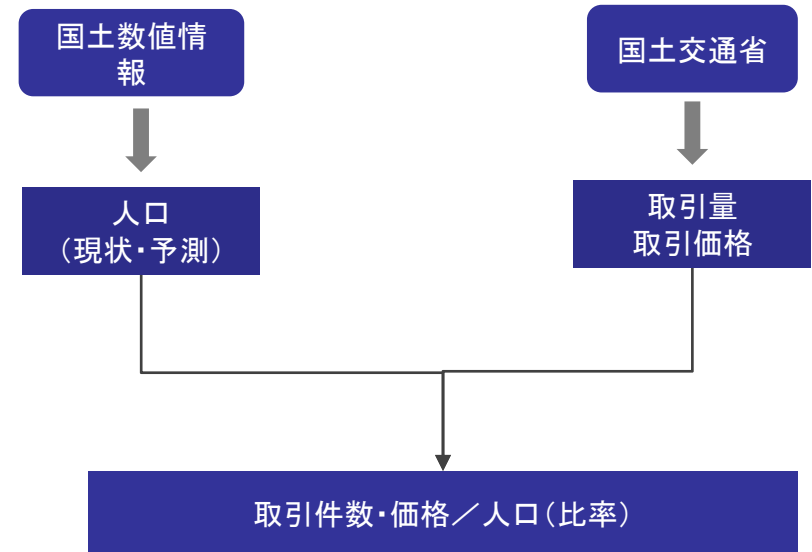 国土数値情
報
国土交通省
人口
（現状・予測）
取引量
取引価格
取引件数・価格／人口（比率）